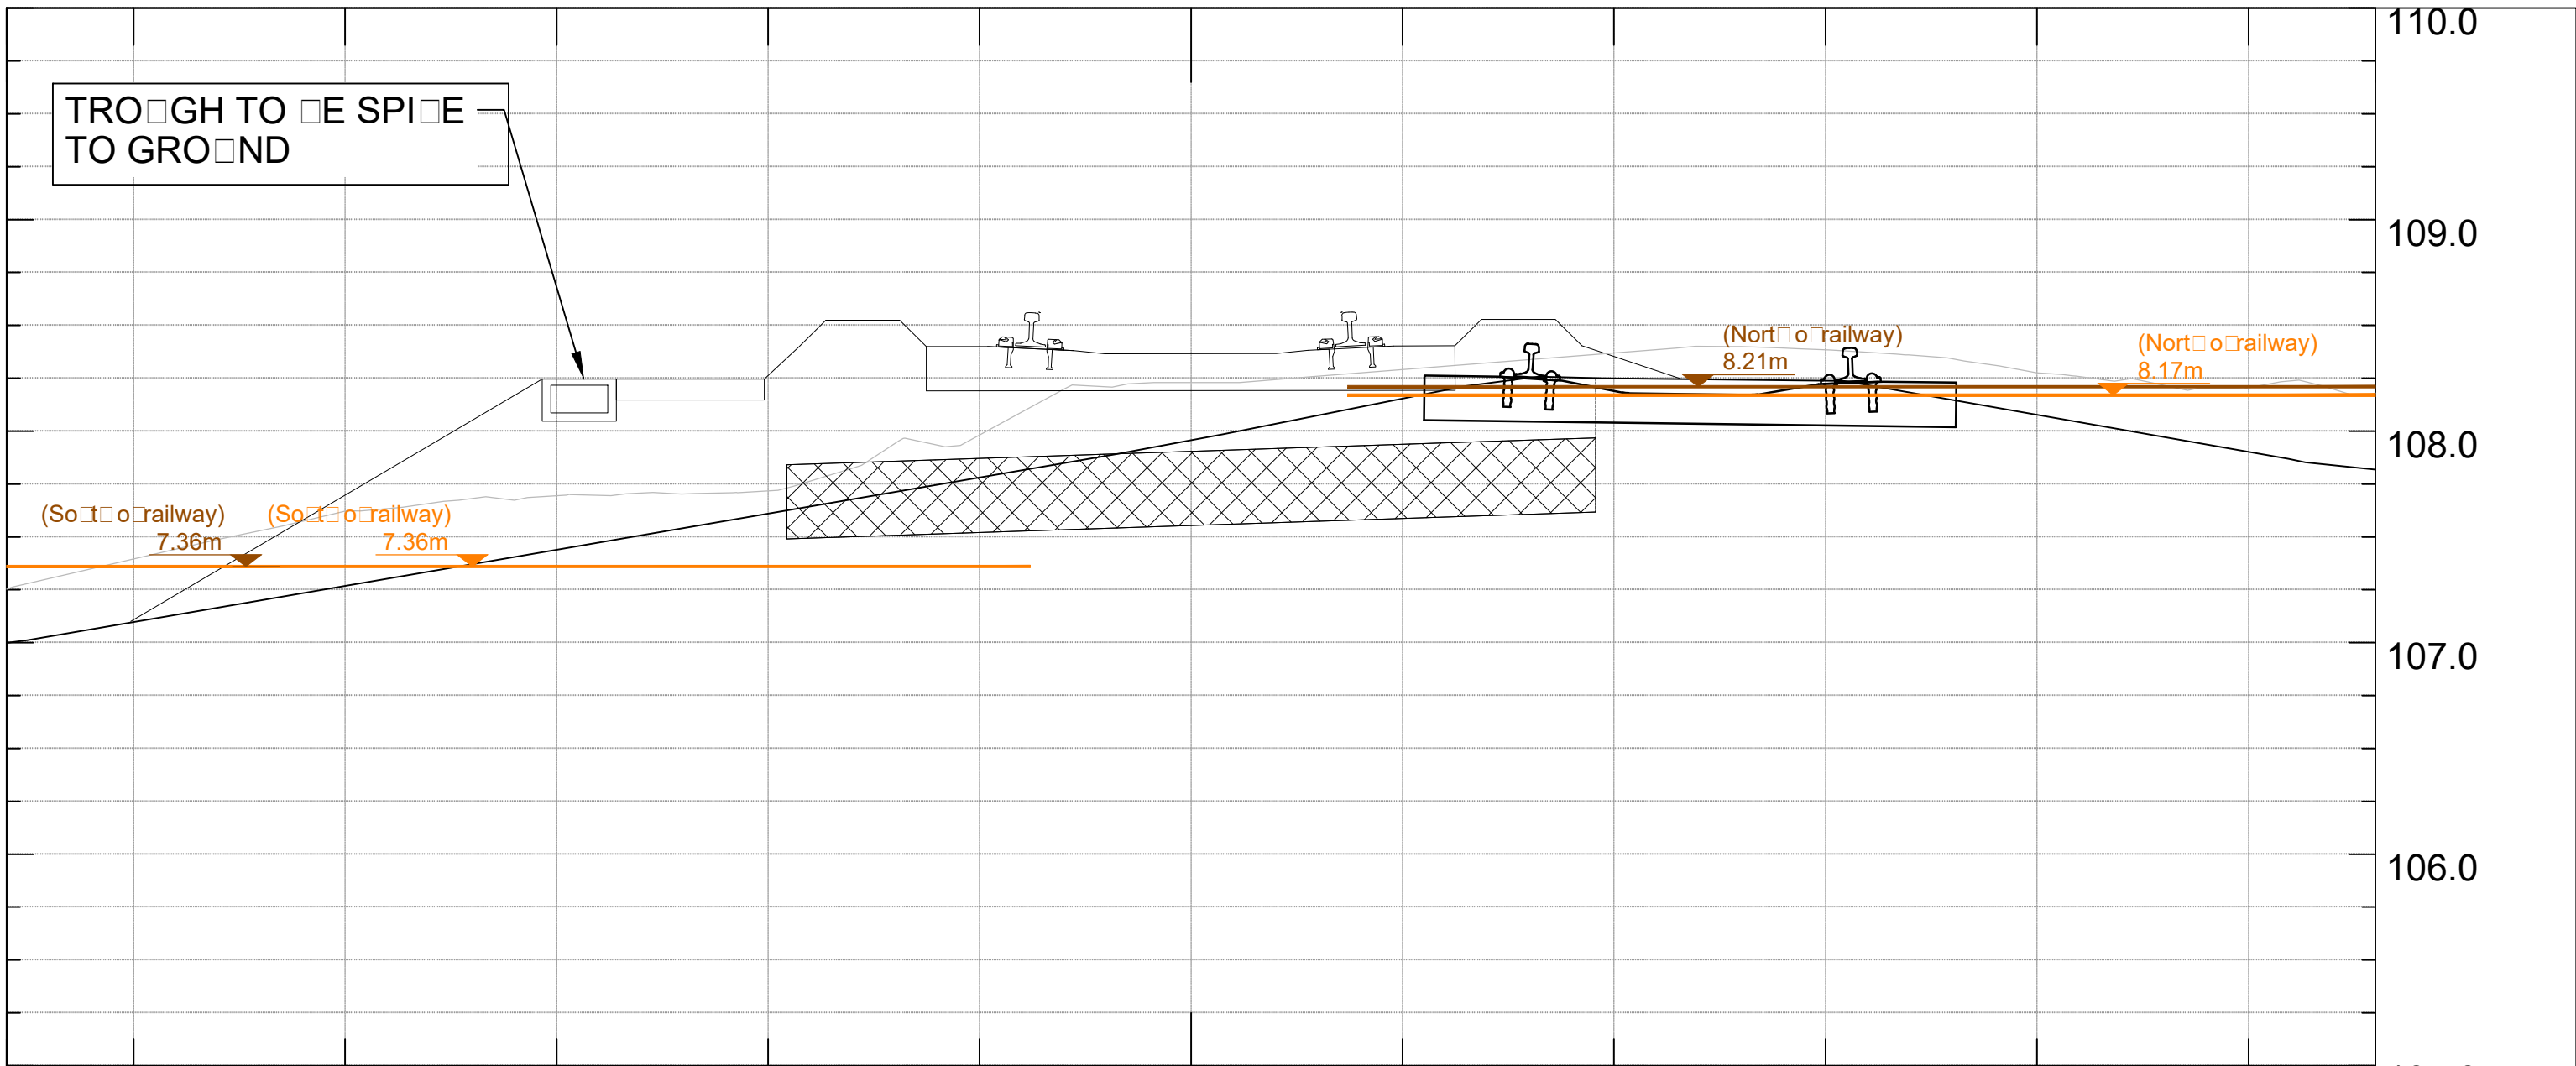 110.0
TRO□GH TO □E SPI□E
TO GRO□ND
109.0
(Nort□ o□railway)
8.21m
(Nort□ o□railway)
8.17m
108.0
(So□t□ o□railway)
7.36m
(So□t□ o□railway)
7.36m
107.0
106.0